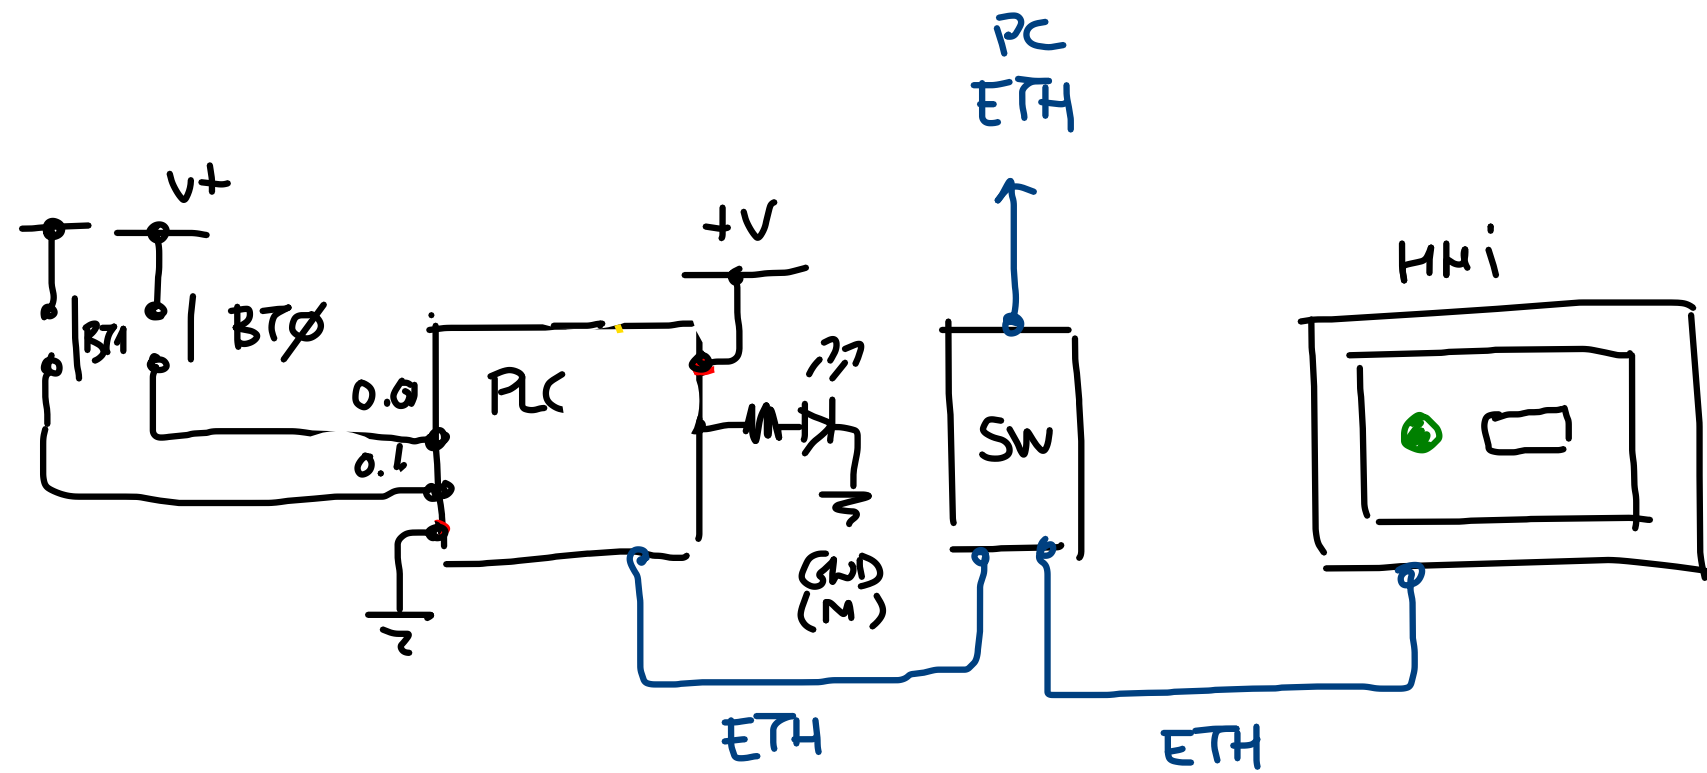 PC
ETH
V+
+V
HMi
BT1
BTØ
0.0
PLC
0.1
SW
GND
(M)
ETH
ETH